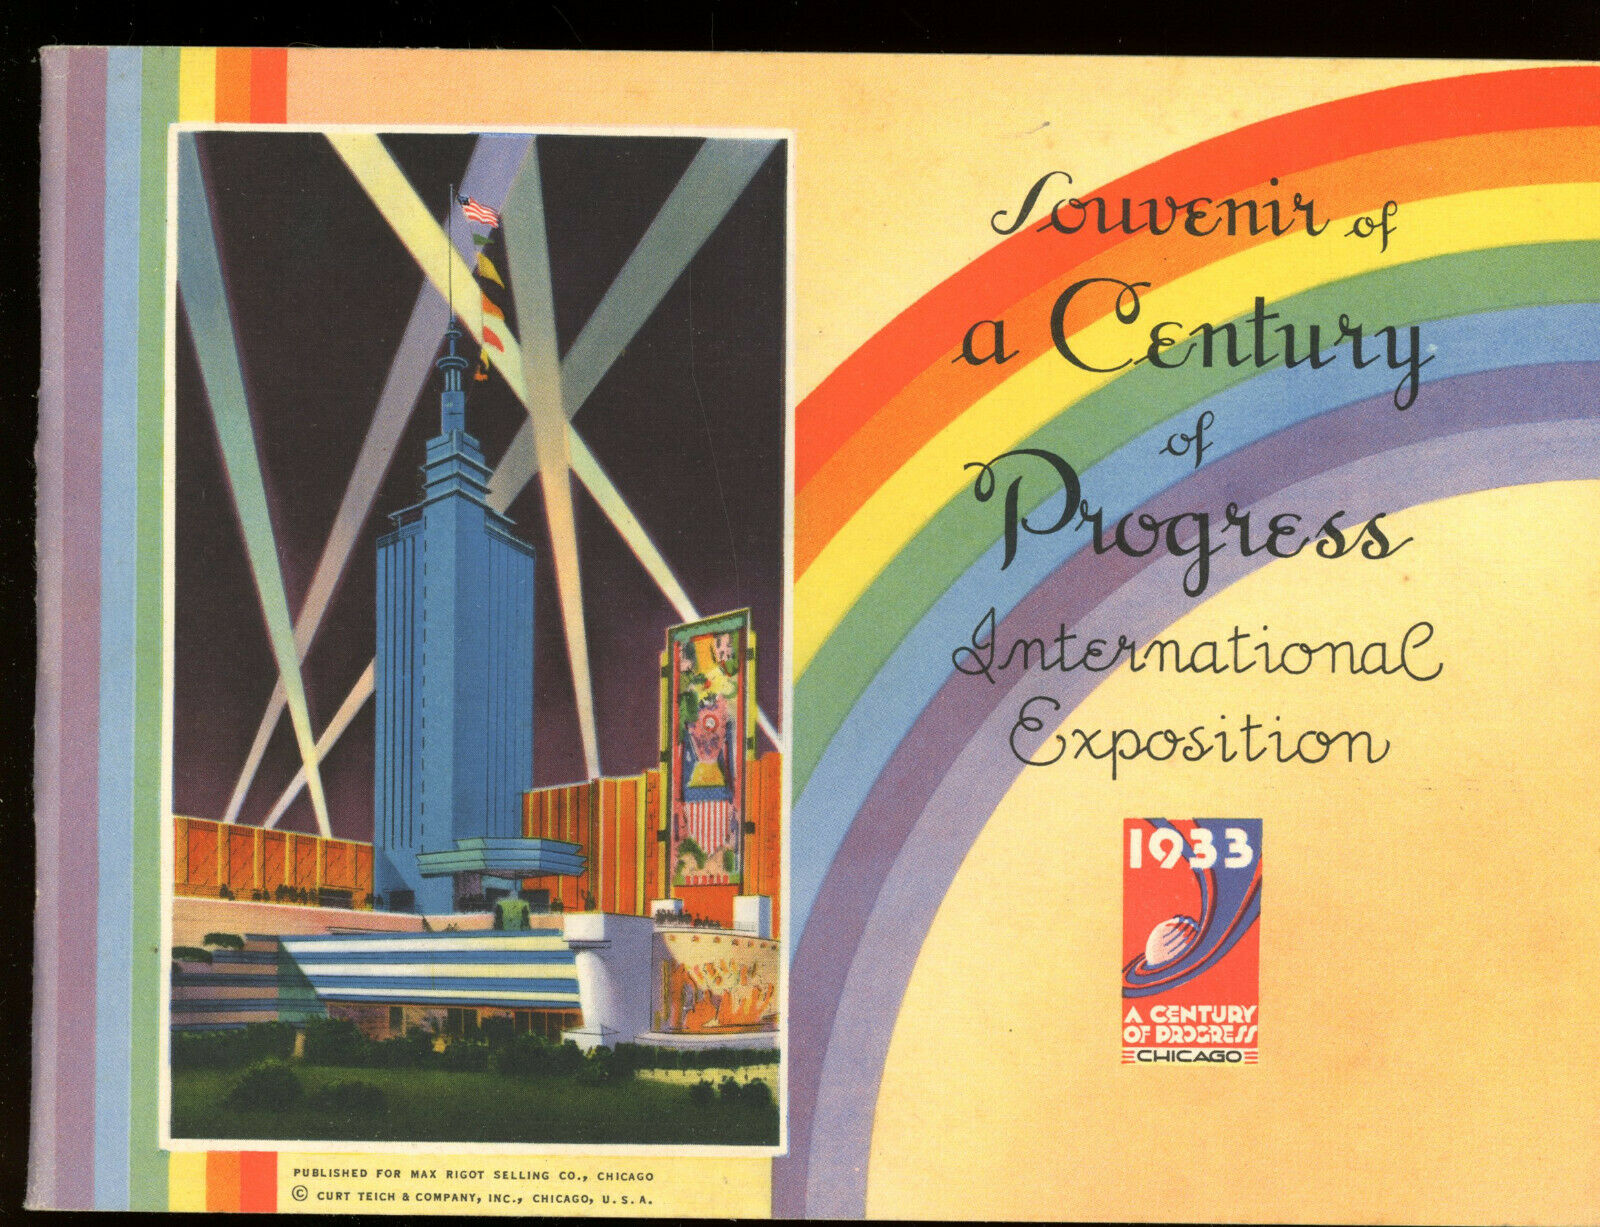 Souvenir of
a Century
of
Progress
International
Exposition
1933
A CENTURY
OF PROGRESS
CHICAGO
PUBLISHED FOR MAX RIGOT SELLING CO., CHICAGO
© CURT TEICH & COMPANY, INC., CHICAGO, U. S. A.